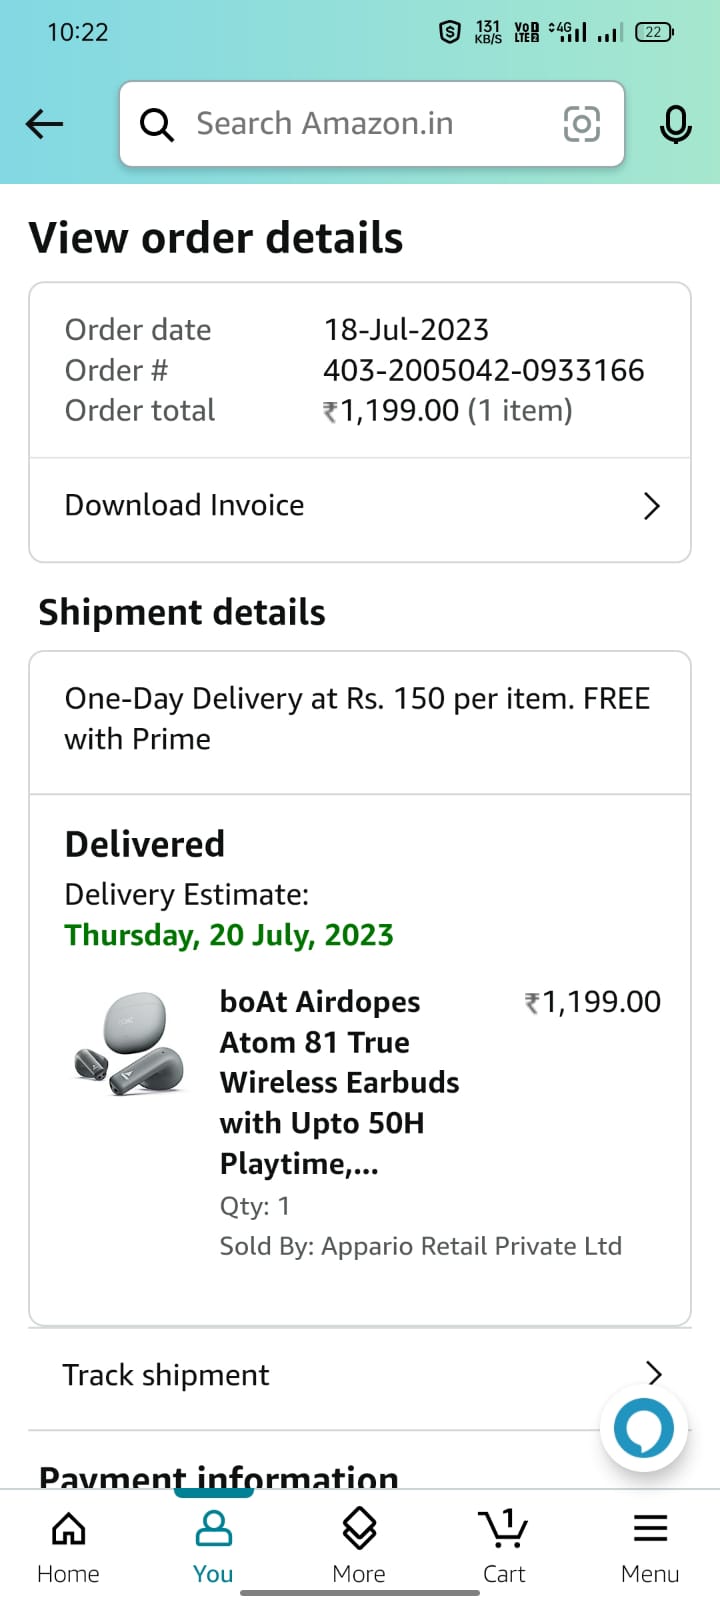 10:22
131
KB/S
VoD
LTE2
4G
22
Search Amazon.in
View order details
Order date 18-Jul-2023
Order # 403-2005042-0933166
Order total ₹1,199.00 (1 item)
Download Invoice
Shipment details
One-Day Delivery at Rs. 150 per item. FREE
with Prime
Delivered
Delivery Estimate:
Thursday, 20 July, 2023
boAt Airdopes ₹1,199.00
Atom 81 True
Wireless Earbuds
with Upto 50H
Playtime,...
Qty: 1
Sold By: Appario Retail Private Ltd
Track shipment
Payment information
1
Home You More Cart Menu